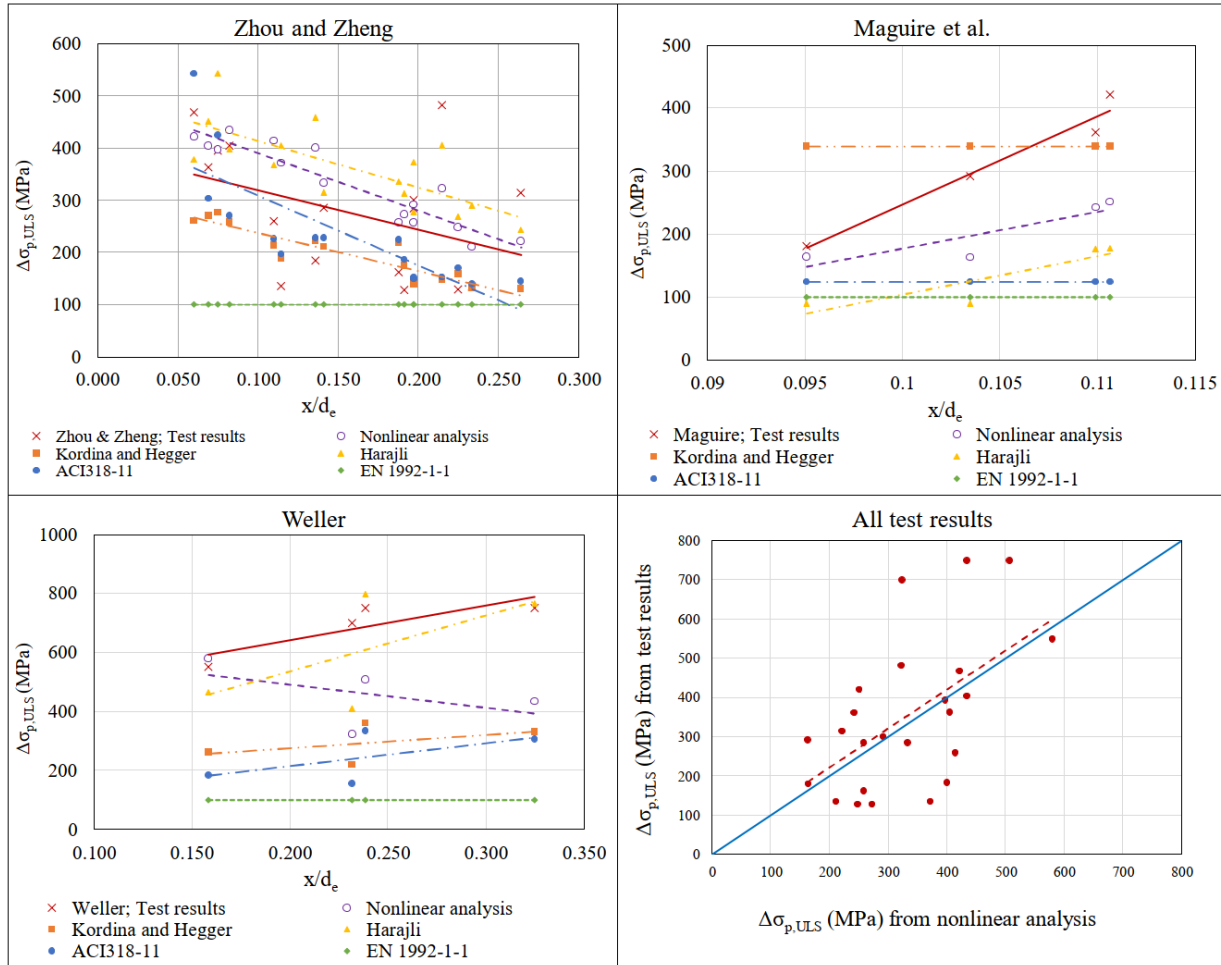 Zhou and Zheng
600
500
400
300
200
100
0
0.000 0.050 0.100 0.150 0.200 0.250 0.300
Δσp,ULS (MPa)
x/de
Zhou & Zheng; Test results
Nonlinear analysis
Kordina and Hegger
Harajli
ACI318-11
EN 1992-1-1
Maguire et al.
500
400
300
200
100
0
0.09 0.095 0.1 0.105 0.11 0.115
Δσp,ULS (MPa)
x/de
Maguire; Test results
Nonlinear analysis
Kordina and Hegger
Harajli
ACI318-11
EN 1992-1-1
Weller
1000
800
600
400
200
0
0.100 0.150 0.200 0.250 0.300 0.350
Δσp,ULS (MPa)
x/de
Weller; Test results
Nonlinear analysis
Kordina and Hegger
Harajli
ACI318-11
EN 1992-1-1
All test results
800
700
600
500
400
300
200
100
0
0 100 200 300 400 500 600 700 800
Δσp,ULS (MPa) from test results
Δσp,ULS (MPa) from nonlinear analysis